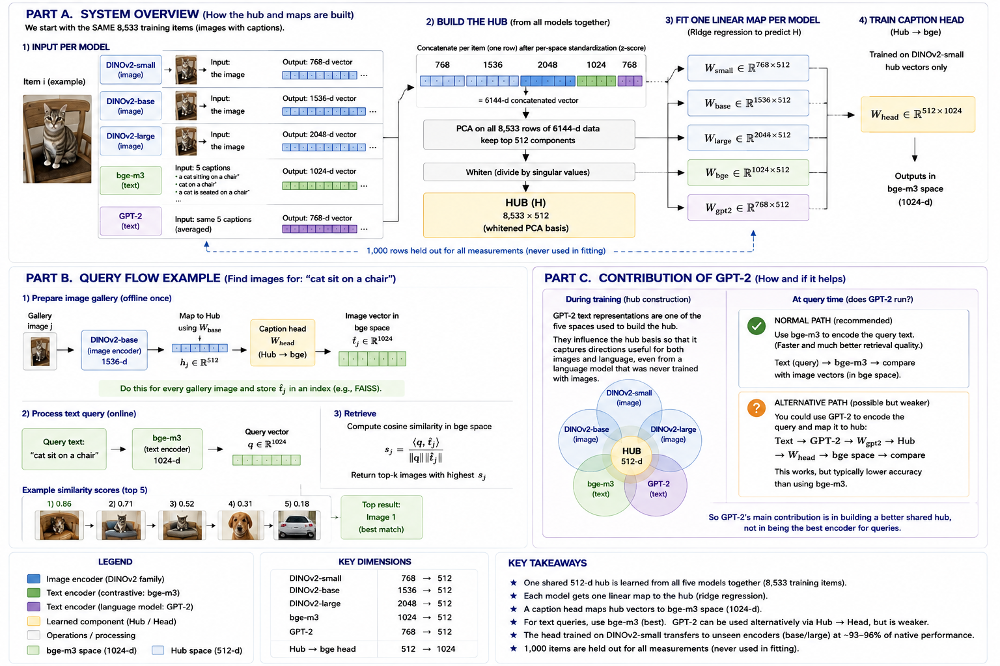 PART A. SYSTEM OVERVIEW (How the hub and maps are built)
We start with the SAME 8,533 training items (images with captions).
1) INPUT PER MODEL
Item i (example)
DINOv2-small
(image)
Input:
the image
Output: 768-d vector
...
DINOv2-base
(image)
Input:
the image
Output: 1536-d vector
...
DINOv2-large
(image)
Input:
the image
Output: 2048-d vector
...
bge-m3
(text)
Input: 5 captions
• a cat sitting on a chair"
• cat on a chair"
• a cat is seated on a chair"
...
Output: 1024-d vector
...
GPT-2
(text)
Input: same 5 captions
(averaged)
Output: 768-d vector
...
2) BUILD THE HUB (from all models together)
Concatenate per item (one row) after per-space standardization (z-score)
768 1536 2048 1024 768
= 6144-d concatenated vector
PCA on all 8,533 rows of 6144-d data
keep top 512 components
Whiten (divide by singular values)
HUB (H)
8,533 × 512
(whitened PCA basis)
3) FIT ONE LINEAR MAP PER MODEL
(Ridge regression to predict H)
W_small ∈ ℝ^768×512
W_base ∈ ℝ^1536×512
W_large ∈ ℝ^2048×512
W_bge ∈ ℝ^1024×512
W_gpt2 ∈ ℝ^768×512
4) TRAIN CAPTION HEAD
(Hub → bge)
Trained on DINOv2-small
hub vectors only
W_head ∈ ℝ^512×1024
Outputs in
bge-m3 space
(1024-d)
1,000 rows held out for all measurements (never used in fitting)
PART B. QUERY FLOW EXAMPLE (Find images for: “cat sit on a chair”)
1) Prepare image gallery (offline once)
Gallery
image j
DINOv2-base
(image encoder)
1536-d
Map to Hub
using W_base
h_j ∈ ℝ^512
Caption head
W_head
(Hub → bge)
Image vector in
bge space
t̂_j ∈ ℝ^1024
Do this for every gallery image and store t̂_j in an index (e.g., FAISS).
2) Process text query (online)
Query text:
“cat sit on a chair”
bge-m3
(text encoder)
1024-d
Query vector
q ∈ ℝ^1024
3) Retrieve
Compute cosine similarity in bge space
s_j = ⟨q, t̂_j⟩ / ‖q‖‖t̂_j‖
Return top-k images with highest s_j
Example similarity scores (top 5)
1) 0.86 2) 0.71 3) 0.52 4) 0.31 5) 0.18
Top result:
Image 1
(best match)
PART C. CONTRIBUTION OF GPT-2 (How and if it helps)
During training (hub construction)
GPT-2 text representations are one of the
five spaces used to build the hub.
They influence the hub basis so that it
captures directions useful for both
images and language, even from a
language model that was never trained
with images.
DINOv2-small
(image)
DINOv2-base
(image)
DINOv2-large
(image)
HUB
512-d
bge-m3
(text)
GPT-2
(text)
At query time (does GPT-2 run?)
NORMAL PATH (recommended)
Use bge-m3 to encode the query text.
(Faster and much better retrieval quality.)
Text (query) → bge-m3 → compare
with image vectors (in bge space).
?
ALTERNATIVE PATH (possible but weaker)
You could use GPT-2 to encode the
query and map it to hub:
Text → GPT-2 → W_gpt2 → Hub
→ W_head → bge space → compare
This works, but typically lower accuracy
than using bge-m3.
So GPT-2's main contribution is in building a better shared hub,
not in being the best encoder for queries.
LEGEND
Image encoder (DINOv2 family)
Text encoder (contrastive: bge-m3)
Text encoder (language model: GPT-2)
Learned component (Hub / Head)
Operations / processing
bge-m3 space (1024-d) Hub space (512-d)
KEY DIMENSIONS
DINOv2-small 768 → 512
DINOv2-base 1536 → 512
DINOv2-large 2048 → 512
bge-m3 1024 → 512
GPT-2 768 → 512
Hub → bge head 512 → 1024
KEY TAKEAWAYS
★ One shared 512-d hub is learned from all five models together (8,533 training items).
★ Each model gets one linear map to the hub (ridge regression).
★ A caption head maps hub vectors to bge-m3 space (1024-d).
★ For text queries, use bge-m3 (best). GPT-2 can be used alternatively via Hub → Head, but is weaker.
★ The head trained on DINOv2-small transfers to unseen encoders (base/large) at ~93–96% of native performance.
★ 1,000 items are held out for all measurements (never used in fitting).